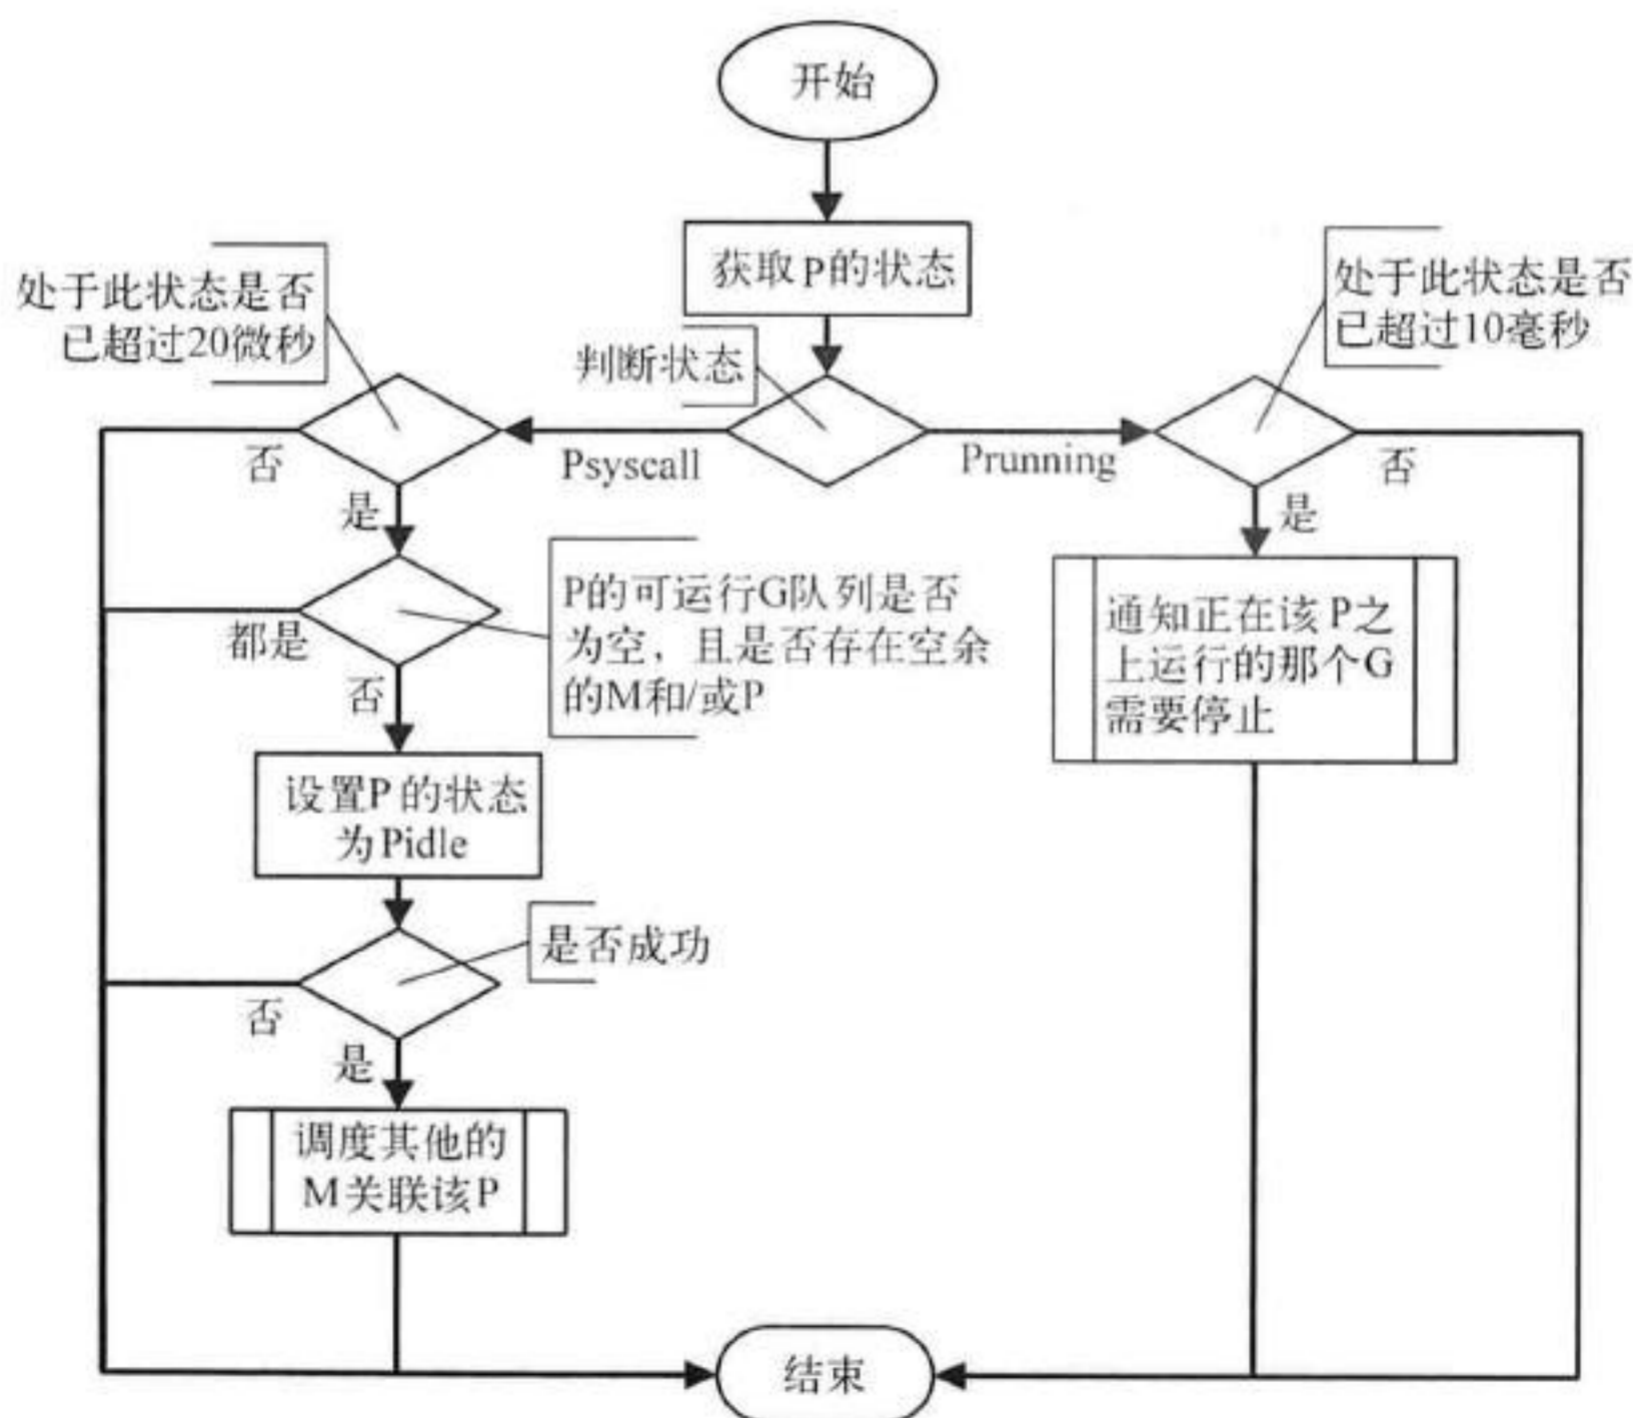 开始
获取P的状态
处于此状态是否
已超过20微秒
判断状态
处于此状态是否
已超过10毫秒
否
Psyscall
Prunning
否
是
是
P的可运行G队列是否
为空，且是否存在空余
的M和/或P
都是
否
通知正在该P之
上运行的那个G
需要停止
设置P的状态
为Pidle
是否成功
否
是
调度其他的
M关联该P
结束